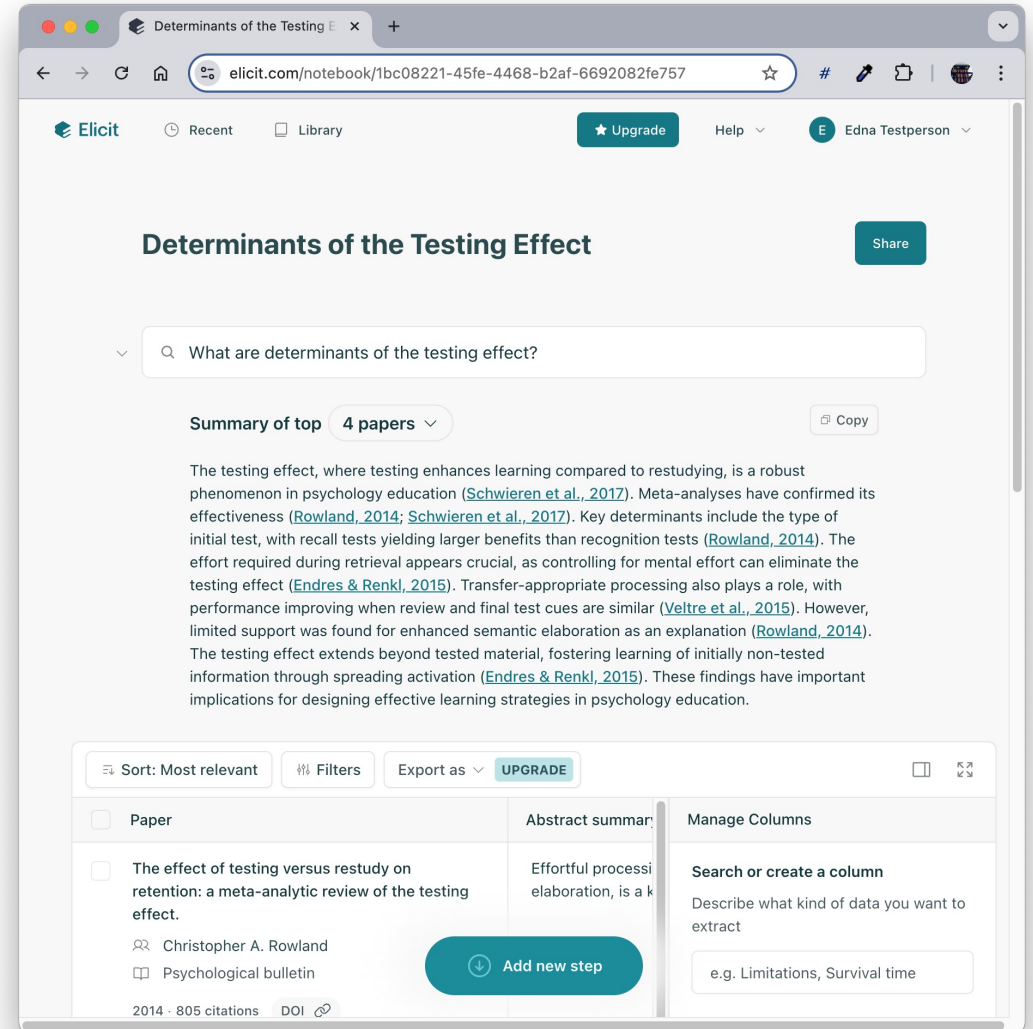 Determinants of the Testing E
elicit.com/notebook/1bc08221-45fe-4468-b2af-6692082fe757
#
Elicit
Recent
Library
Upgrade
Help
E
Edna Testperson
Determinants of the Testing Effect
Share
What are determinants of the testing effect?
Summary of top
4 papers
Copy
The testing effect, where testing enhances learning compared to restudying, is a robust
phenomenon in psychology education (Schwieren et al., 2017). Meta-analyses have confirmed its
effectiveness (Rowland, 2014; Schwieren et al., 2017). Key determinants include the type of
initial test, with recall tests yielding larger benefits than recognition tests (Rowland, 2014). The
effort required during retrieval appears crucial, as controlling for mental effort can eliminate the
testing effect (Endres & Renkl, 2015). Transfer-appropriate processing also plays a role, with
performance improving when review and final test cues are similar (Veltre et al., 2015). However,
limited support was found for enhanced semantic elaboration as an explanation (Rowland, 2014).
The testing effect extends beyond tested material, fostering learning of initially non-tested
information through spreading activation (Endres & Renkl, 2015). These findings have important
implications for designing effective learning strategies in psychology education.
Sort: Most relevant
Filters
Export as
UPGRADE
Paper
Abstract summary
Manage Columns
The effect of testing versus restudy on
retention: a meta-analytic review of the testing
effect.
Christopher A. Rowland
Psychological bulletin
2014 · 805 citations
DOI
Effortful processi
elaboration, is a k
Search or create a column
Describe what kind of data you want to
extract
e.g. Limitations, Survival time
Add new step